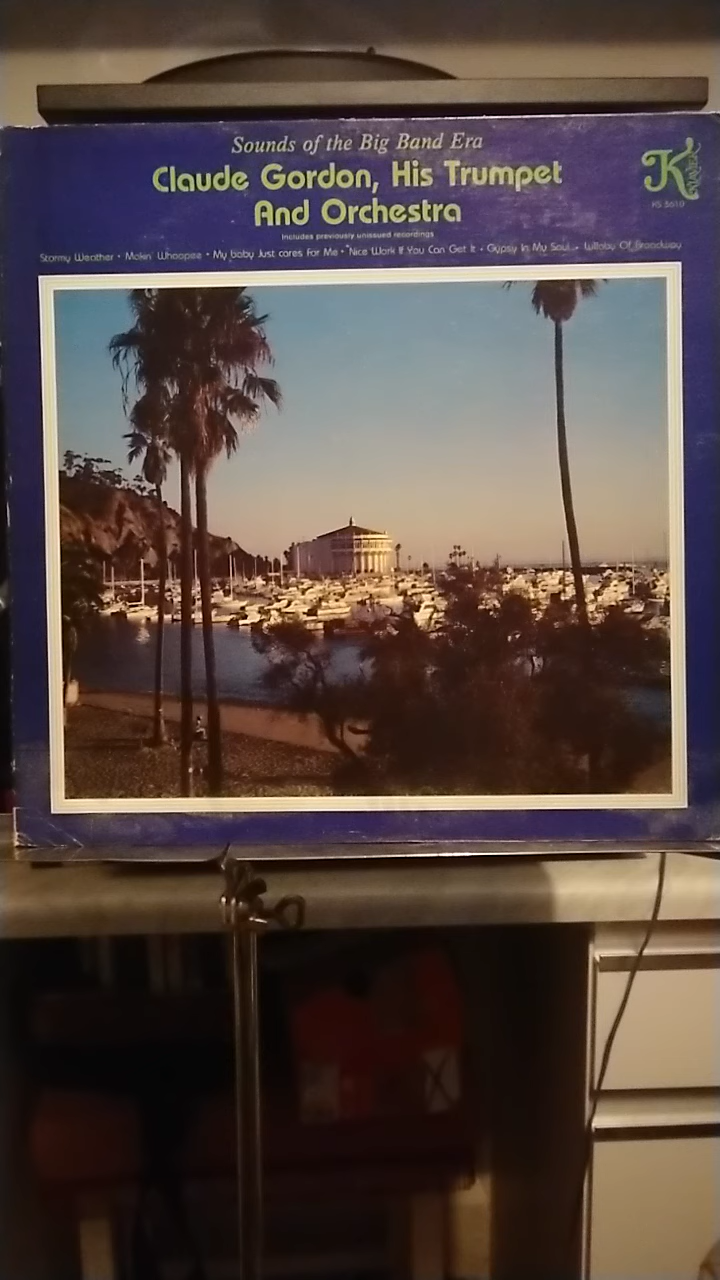 Sounds of the Big Band Era
Claude Gordon, His Trumpet
And Orchestra
K
KS 3610
Includes previously unissued recordings
Stormy Weather • Makin' Whoopee • My baby Just cares For Me • "Nice Work If You Can Get It • Gypsy In My Soul • Lullaby Of Broadway